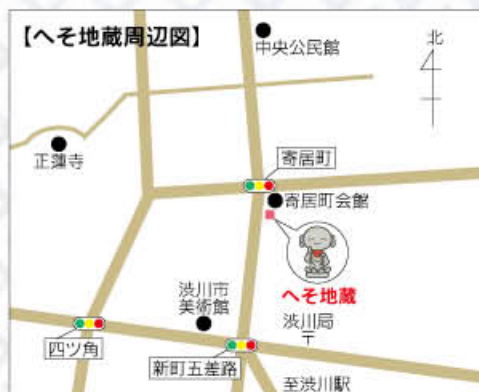 【へそ地蔵周辺図】
中央公民館
北
正蓮寺
寄居町
寄居町会館
へそ地蔵
渋川市
美術館
渋川局
〒
四ツ角
新町五差路
至渋川駅